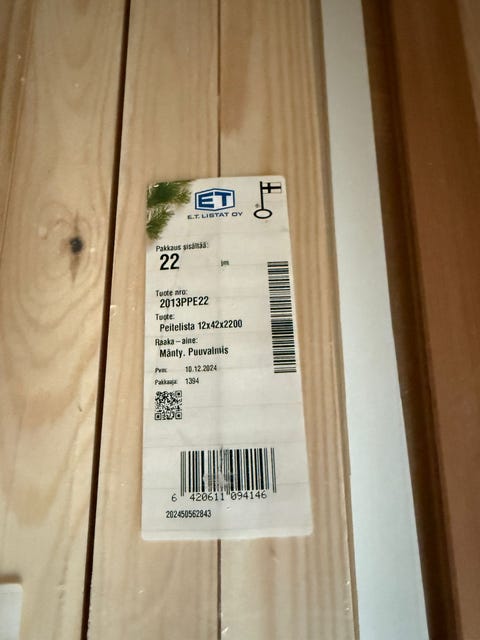 ET
E.T. LISTAT OY
Pakkaus sisältää:
22 jm
Tuote nro:
2013PPE22
Tuote:
Peitelista 12x42x2200
Raaka-aine:
Mänty. Puuvalmis
Pvm: 10.12.2024
Pakkaaja: 1394
6 420611 094146
202450562843